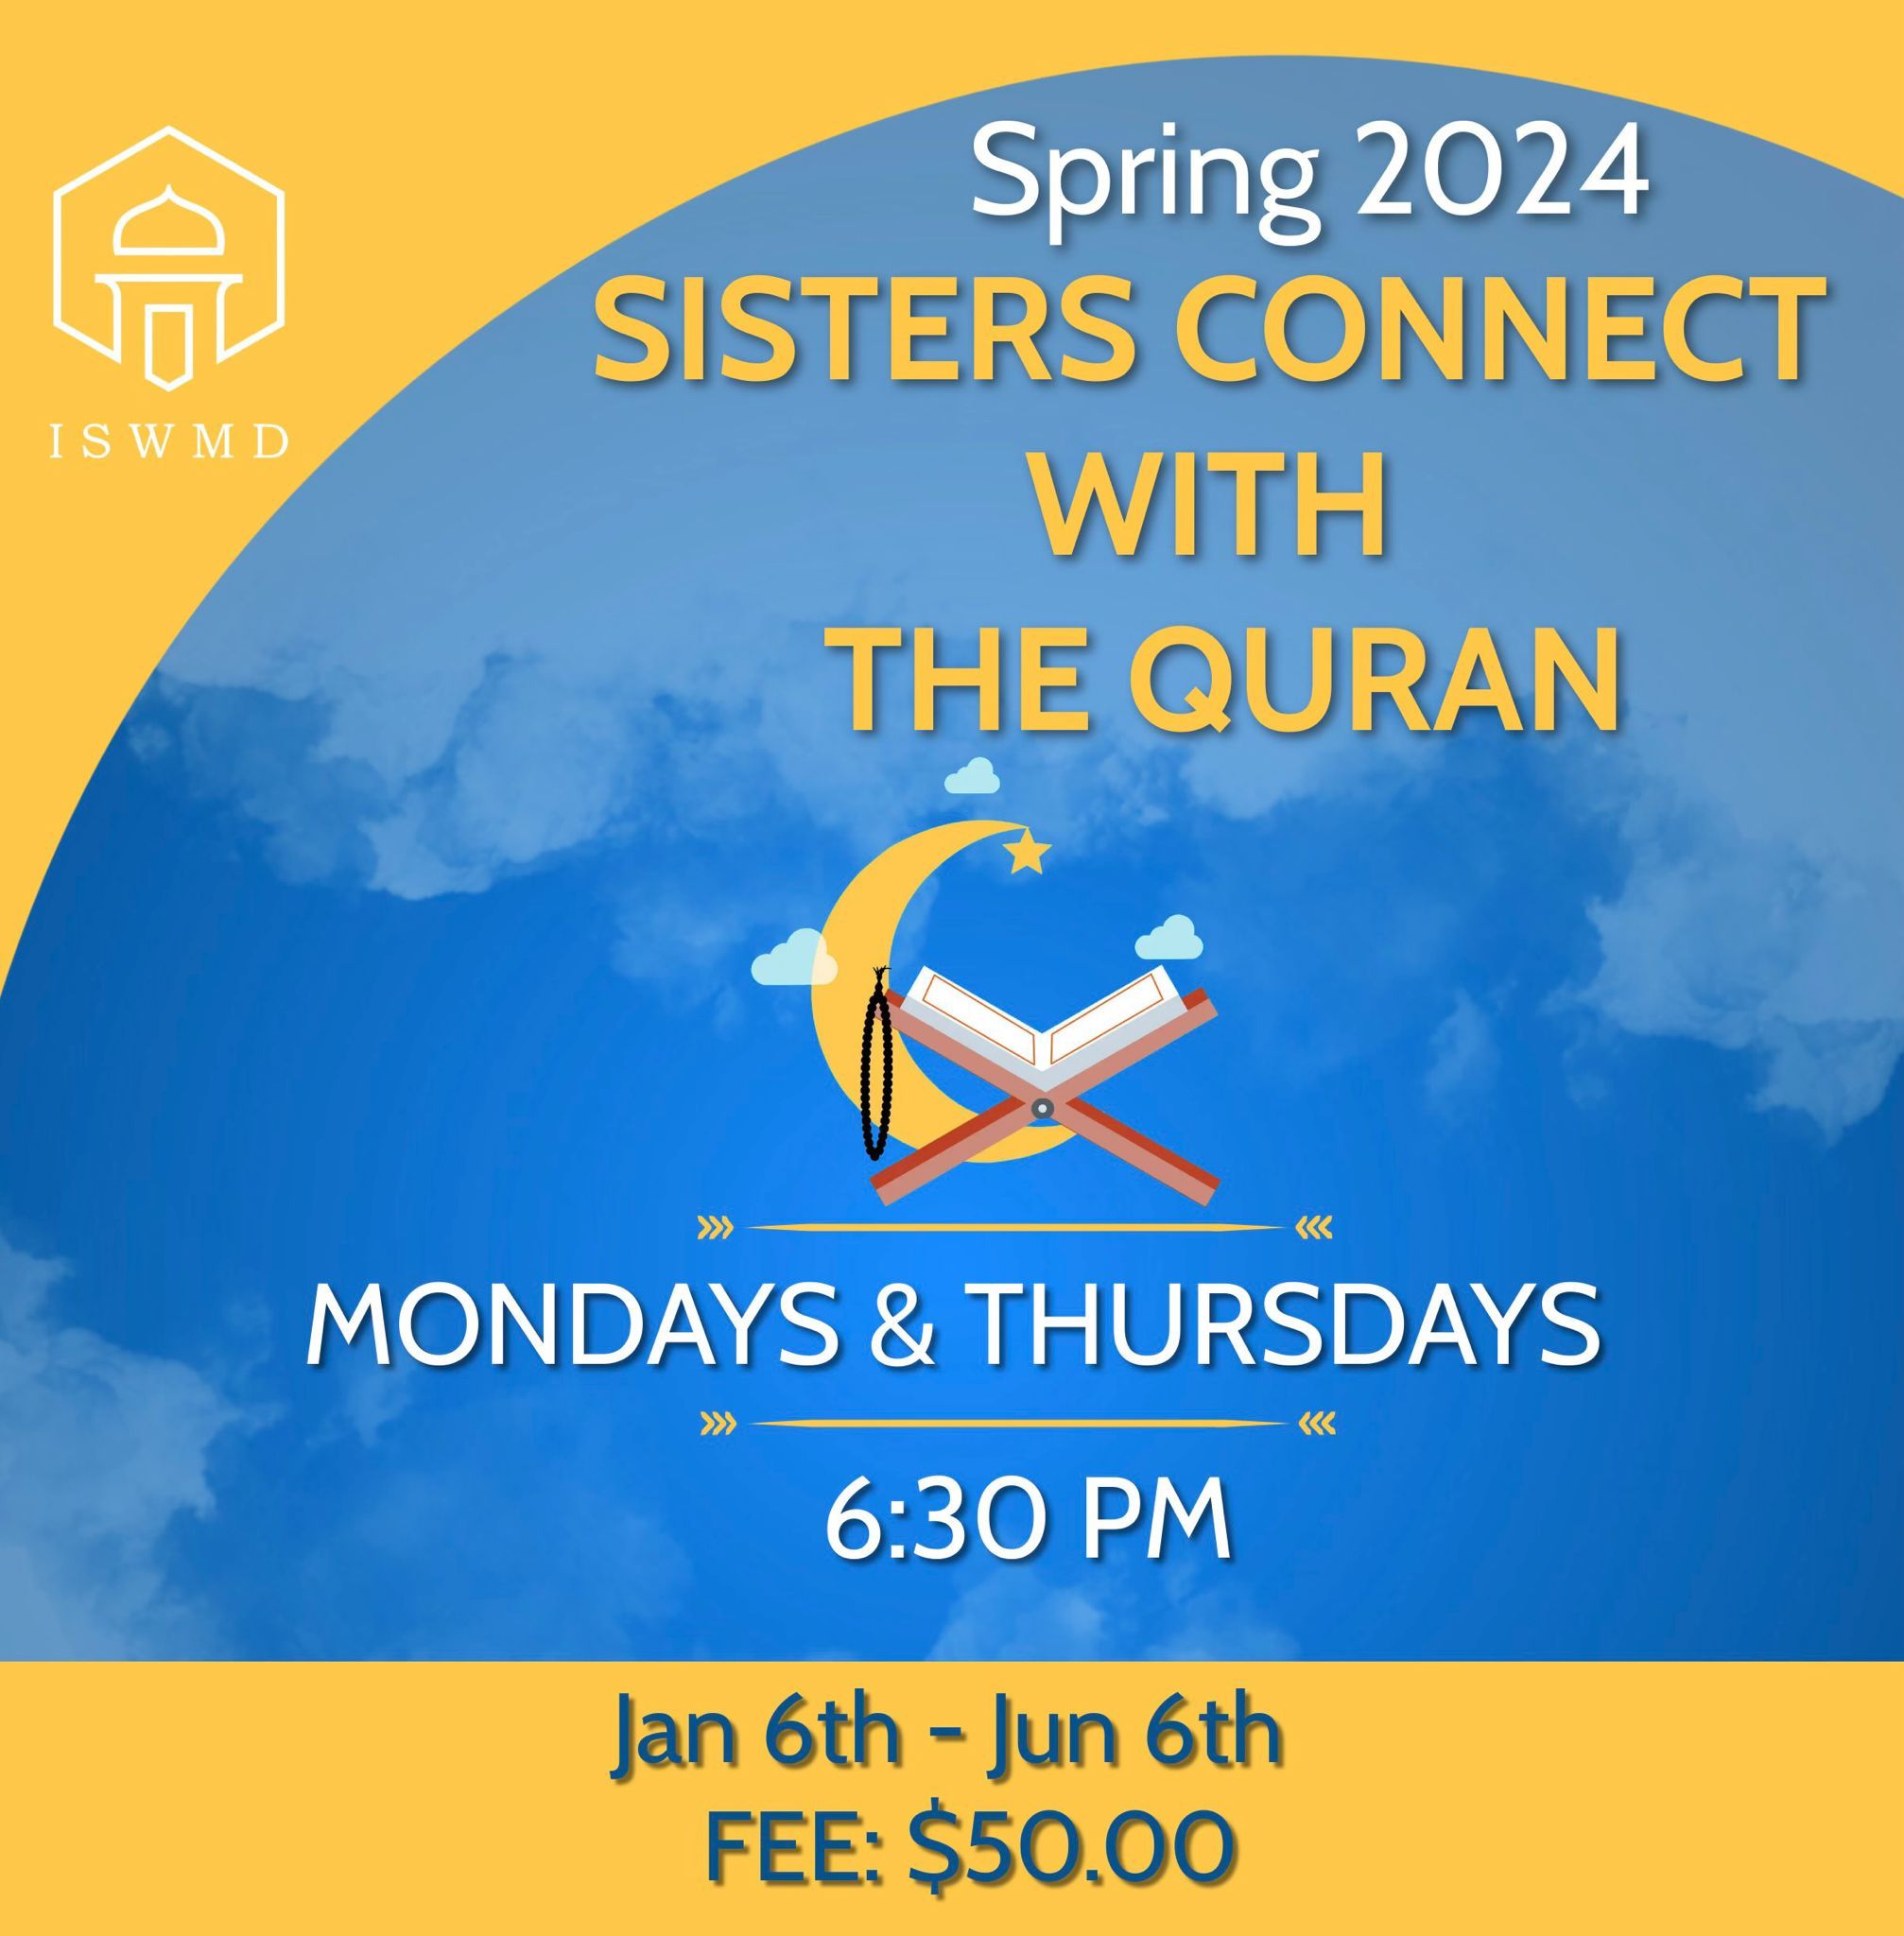 ISWMD
Spring 2024
SISTERS CONNECT
WITH
THE QURAN
MONDAYS & THURSDAYS
6:30 PM
Jan 6th - Jun 6th
FEE: $50.00